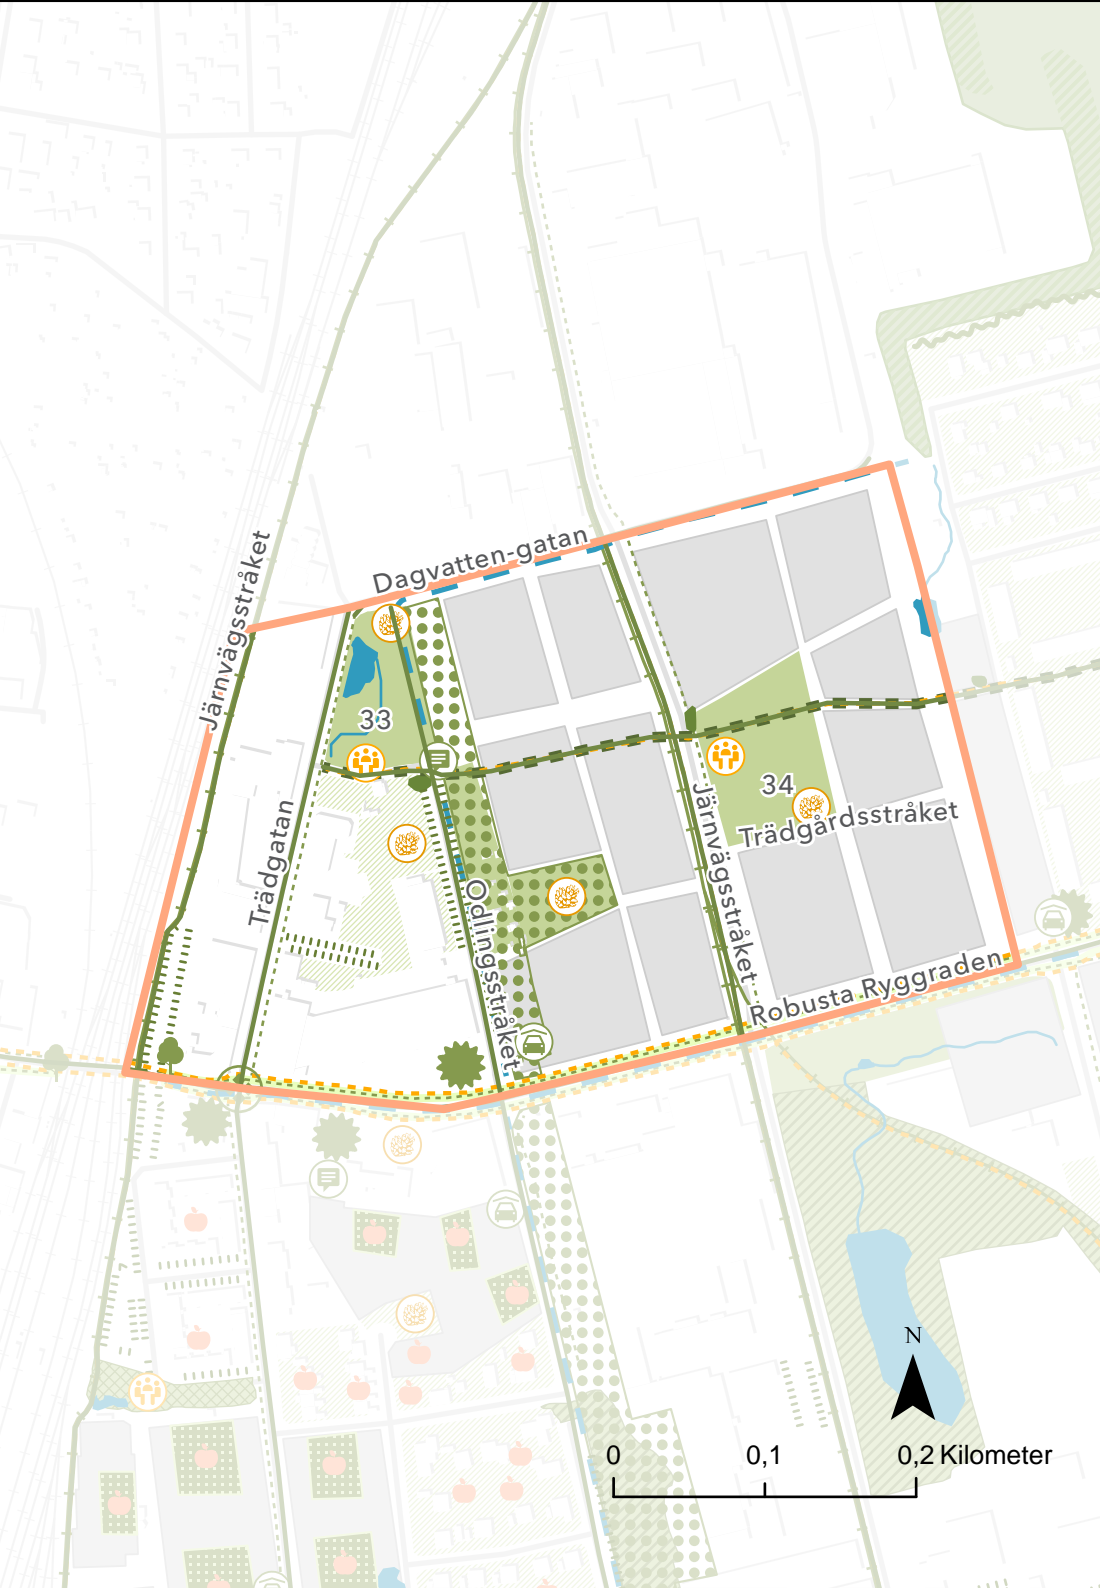 Järnvägsstråket
Dagvatten-gatan
33
34
Trädgårdsstråket
Trädgatan
Järnvägsstråket
Odlingsstråket
Robusta Ryggraden
N
0 0,1 0,2 Kilometer